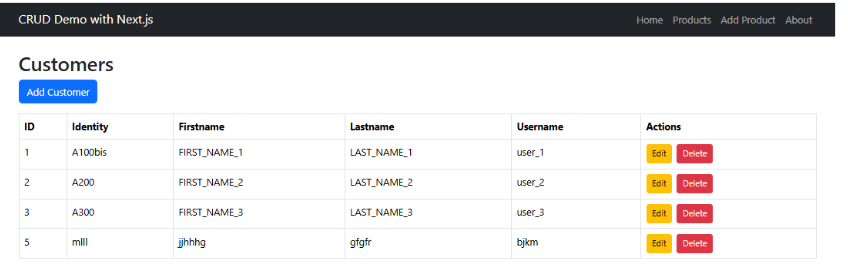 CRUD Demo with Next.js Home Products Add Product About
Customers
Add Customer
ID Identity Firstname Lastname Username Actions
1 A100bis FIRST_NAME_1 LAST_NAME_1 user_1 Edit Delete
2 A200 FIRST_NAME_2 LAST_NAME_2 user_2 Edit Delete
3 A300 FIRST_NAME_3 LAST_NAME_3 user_3 Edit Delete
5 mlll jjhhhg gfgfr bjkm Edit Delete